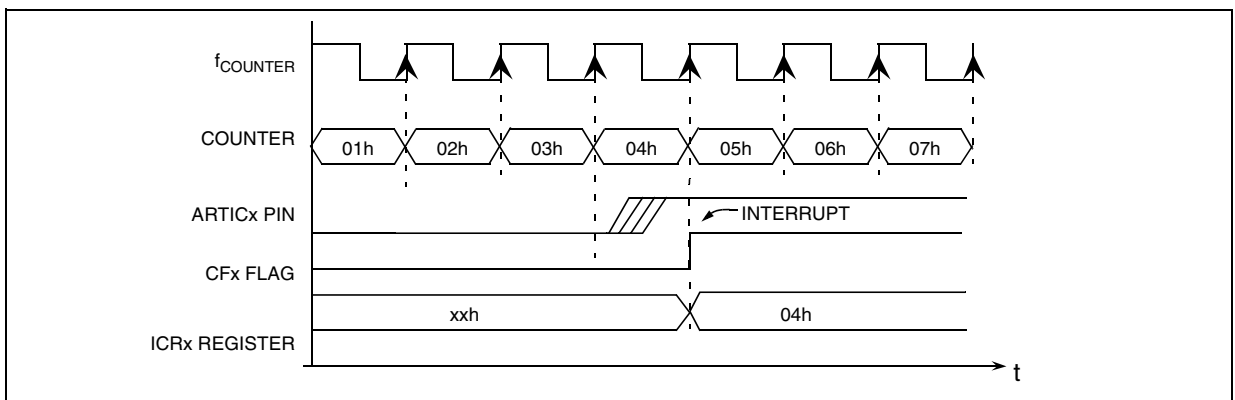 fCOUNTER
COUNTER
01h 02h 03h 04h 05h 06h 07h
ARTICx PIN
INTERRUPT
CFx FLAG
xxh 04h
ICRx REGISTER
t